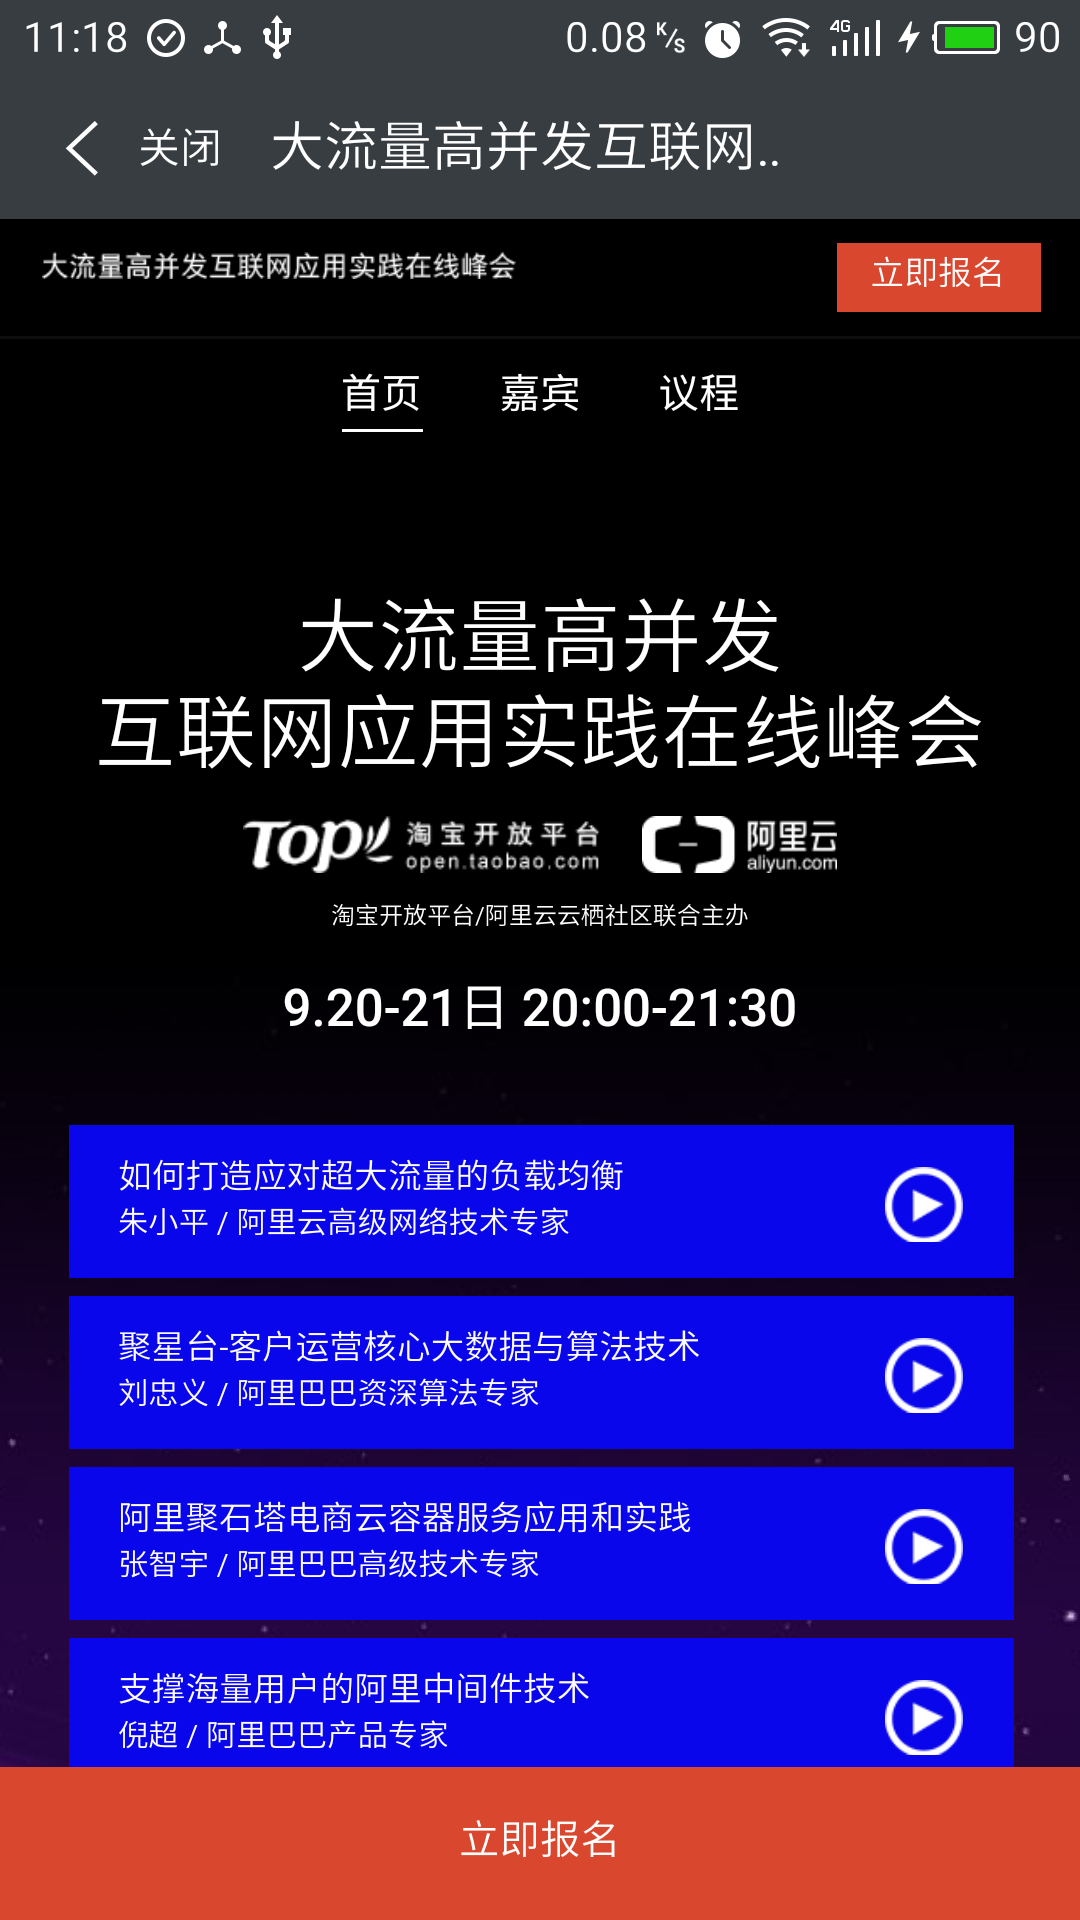 11:18 0.08 K/s 4G 90
关闭 大流量高并发互联网..
大流量高并发互联网应用实践在线峰会 立即报名
首页 嘉宾 议程
大流量高并发
互联网应用实践在线峰会
TOP 淘宝开放平台 阿里云
open.taobao.com aliyun.com
淘宝开放平台/阿里云云栖社区联合主办
9.20-21日 20:00-21:30
如何打造应对超大流量的负载均衡
朱小平 / 阿里云高级网络技术专家
聚星台-客户运营核心大数据与算法技术
刘忠义 / 阿里巴巴资深算法专家
阿里聚石塔电商云容器服务应用和实践
张智宇 / 阿里巴巴高级技术专家
支撑海量用户的阿里中间件技术
倪超 / 阿里巴巴产品专家
立即报名